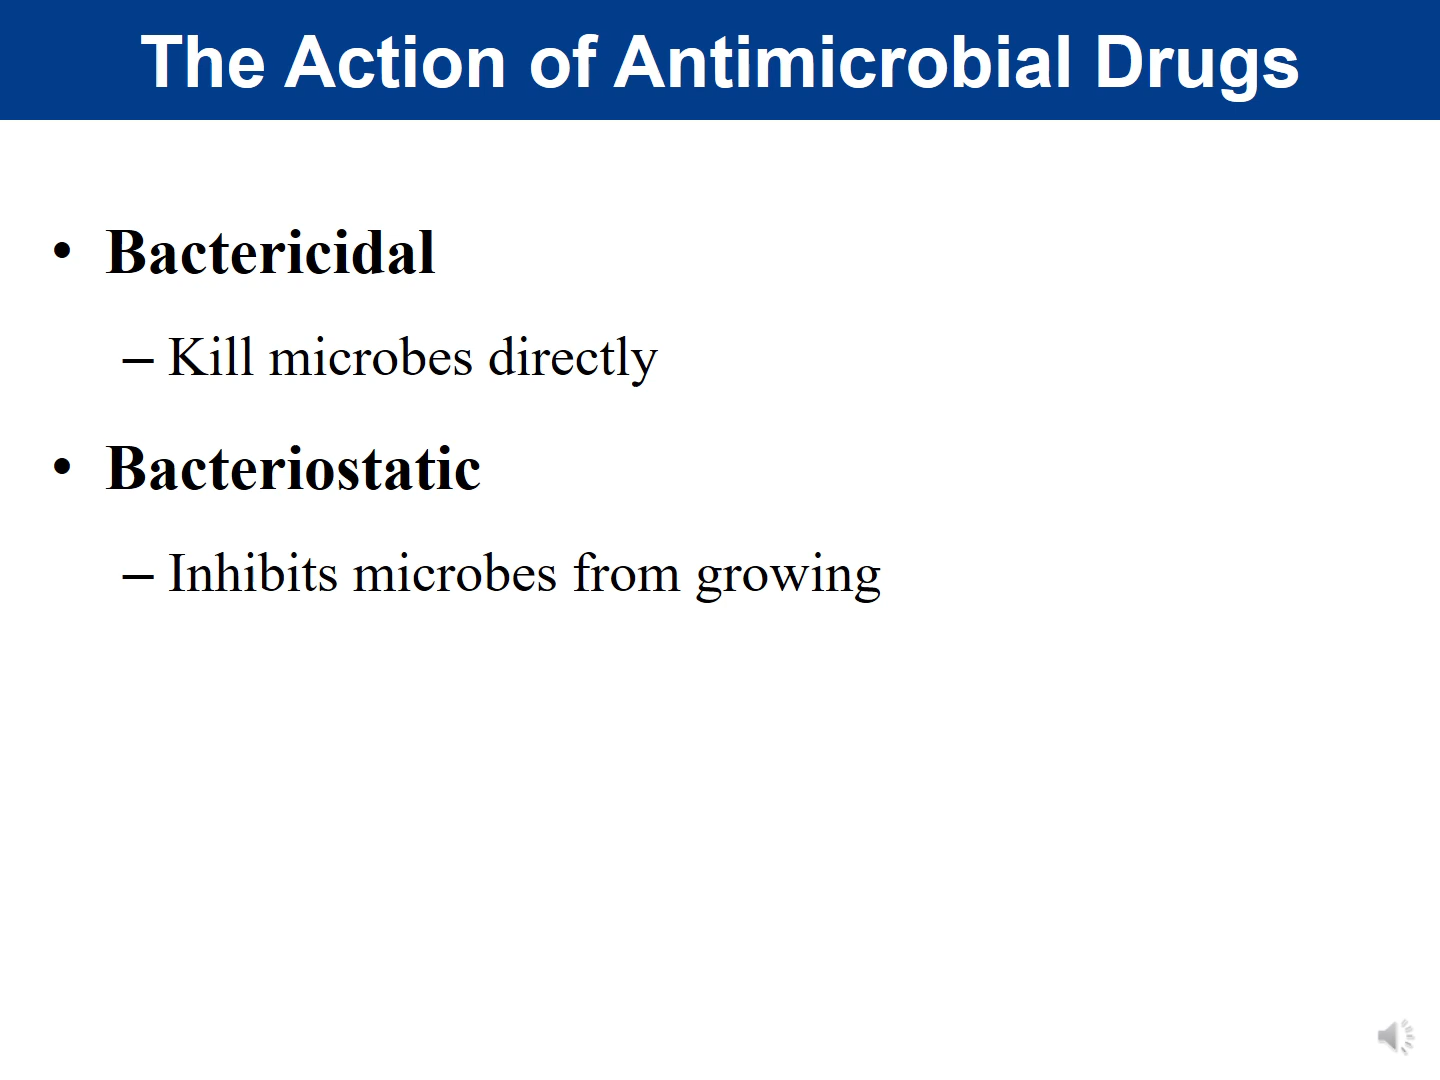 The Action of Antimicrobial Drugs
• Bactericidal
– Kill microbes directly
• Bacteriostatic
– Inhibits microbes from growing